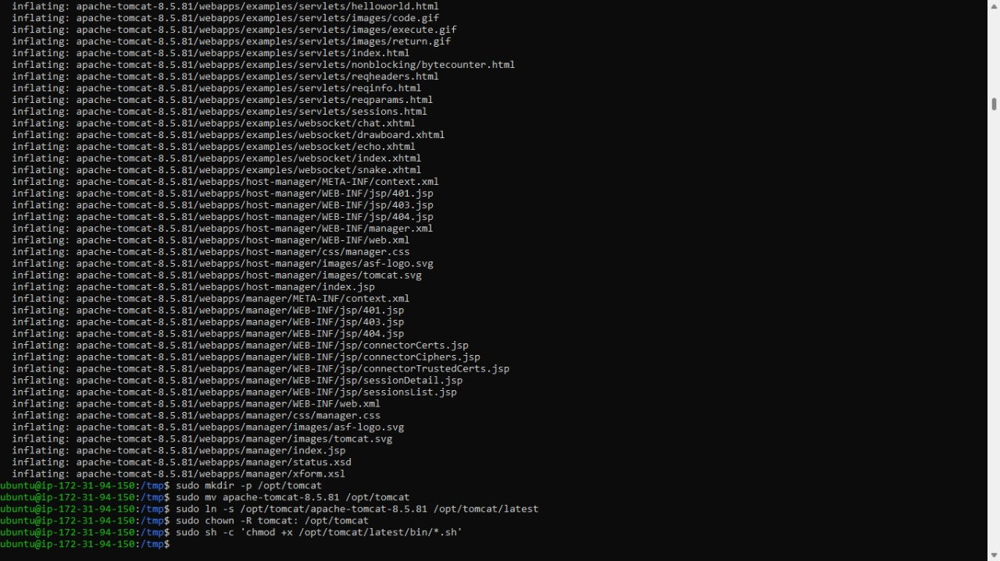 inflating: apache-tomcat-8.5.81/webapps/examples/servlets/helloworld.html
inflating: apache-tomcat-8.5.81/webapps/examples/servlets/images/code.gif
inflating: apache-tomcat-8.5.81/webapps/examples/servlets/images/execute.gif
inflating: apache-tomcat-8.5.81/webapps/examples/servlets/images/return.gif
inflating: apache-tomcat-8.5.81/webapps/examples/servlets/index.html
inflating: apache-tomcat-8.5.81/webapps/examples/servlets/nonblocking/bytecounter.html
inflating: apache-tomcat-8.5.81/webapps/examples/servlets/reqheaders.html
inflating: apache-tomcat-8.5.81/webapps/examples/servlets/reqinfo.html
inflating: apache-tomcat-8.5.81/webapps/examples/servlets/reqparams.html
inflating: apache-tomcat-8.5.81/webapps/examples/servlets/sessions.html
inflating: apache-tomcat-8.5.81/webapps/examples/websocket/chat.xhtml
inflating: apache-tomcat-8.5.81/webapps/examples/websocket/drawboard.xhtml
inflating: apache-tomcat-8.5.81/webapps/examples/websocket/echo.xhtml
inflating: apache-tomcat-8.5.81/webapps/examples/websocket/index.xhtml
inflating: apache-tomcat-8.5.81/webapps/examples/websocket/snake.xhtml
inflating: apache-tomcat-8.5.81/webapps/host-manager/META-INF/context.xml
inflating: apache-tomcat-8.5.81/webapps/host-manager/WEB-INF/jsp/401.jsp
inflating: apache-tomcat-8.5.81/webapps/host-manager/WEB-INF/jsp/403.jsp
inflating: apache-tomcat-8.5.81/webapps/host-manager/WEB-INF/jsp/404.jsp
inflating: apache-tomcat-8.5.81/webapps/host-manager/WEB-INF/manager.xml
inflating: apache-tomcat-8.5.81/webapps/host-manager/WEB-INF/web.xml
inflating: apache-tomcat-8.5.81/webapps/host-manager/css/manager.css
inflating: apache-tomcat-8.5.81/webapps/host-manager/images/asf-logo.svg
inflating: apache-tomcat-8.5.81/webapps/host-manager/images/tomcat.svg
inflating: apache-tomcat-8.5.81/webapps/host-manager/index.jsp
inflating: apache-tomcat-8.5.81/webapps/manager/META-INF/context.xml
inflating: apache-tomcat-8.5.81/webapps/manager/WEB-INF/jsp/401.jsp
inflating: apache-tomcat-8.5.81/webapps/manager/WEB-INF/jsp/403.jsp
inflating: apache-tomcat-8.5.81/webapps/manager/WEB-INF/jsp/404.jsp
inflating: apache-tomcat-8.5.81/webapps/manager/WEB-INF/jsp/connectorCerts.jsp
inflating: apache-tomcat-8.5.81/webapps/manager/WEB-INF/jsp/connectorCiphers.jsp
inflating: apache-tomcat-8.5.81/webapps/manager/WEB-INF/jsp/connectorTrustedCerts.jsp
inflating: apache-tomcat-8.5.81/webapps/manager/WEB-INF/jsp/sessionDetail.jsp
inflating: apache-tomcat-8.5.81/webapps/manager/WEB-INF/jsp/sessionsList.jsp
inflating: apache-tomcat-8.5.81/webapps/manager/WEB-INF/web.xml
inflating: apache-tomcat-8.5.81/webapps/manager/css/manager.css
inflating: apache-tomcat-8.5.81/webapps/manager/images/asf-logo.svg
inflating: apache-tomcat-8.5.81/webapps/manager/images/tomcat.svg
inflating: apache-tomcat-8.5.81/webapps/manager/index.jsp
inflating: apache-tomcat-8.5.81/webapps/manager/status.xsd
inflating: apache-tomcat-8.5.81/webapps/manager/xform.xsl
ubuntu@ip-172-31-94-150:/tmp$ sudo mkdir -p /opt/tomcat
ubuntu@ip-172-31-94-150:/tmp$ sudo mv apache-tomcat-8.5.81 /opt/tomcat
ubuntu@ip-172-31-94-150:/tmp$ sudo ln -s /opt/tomcat/apache-tomcat-8.5.81 /opt/tomcat/latest
ubuntu@ip-172-31-94-150:/tmp$ sudo chown -R tomcat: /opt/tomcat
ubuntu@ip-172-31-94-150:/tmp$ sudo sh -c 'chmod +x /opt/tomcat/latest/bin/*.sh'
ubuntu@ip-172-31-94-150:/tmp$